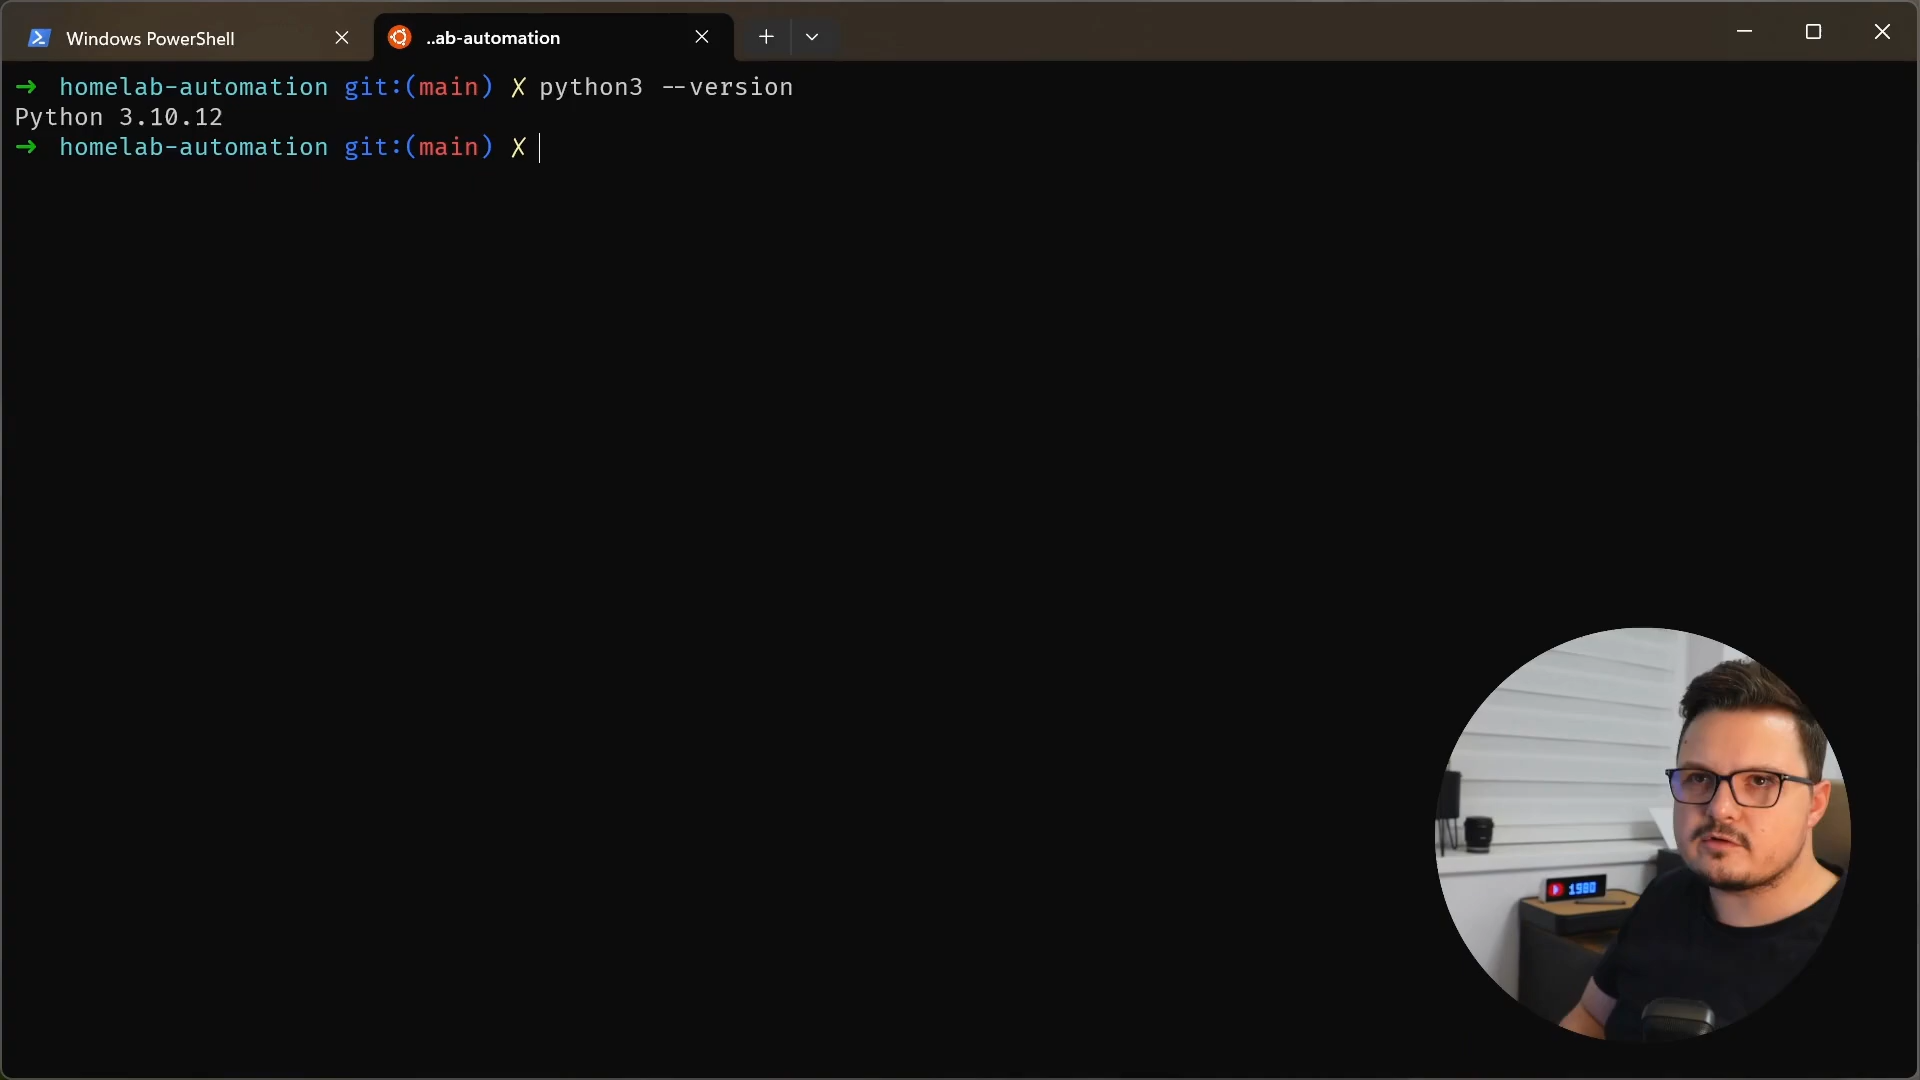 Windows PowerShell
..ab-automation
➜ homelab-automation git:(main) ✗ python3 --version
Python 3.10.12
➜ homelab-automation git:(main) ✗
1980